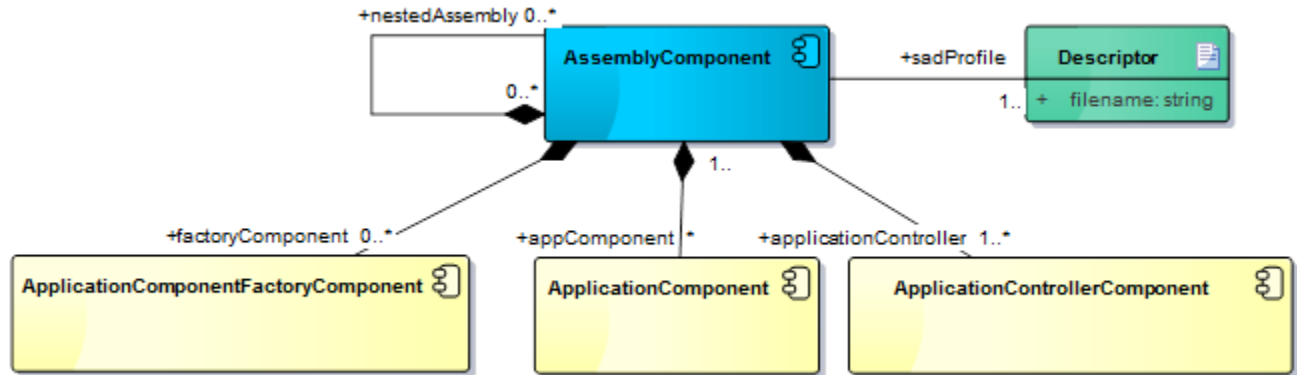 +nestedAssembly 0..*
AssemblyComponent
+sadProfile
Descriptor
0..*
1..
+ filename: string
1..
+factoryComponent 0..*
+appComponent *
+applicationController 1..*
ApplicationComponentFactoryComponent
ApplicationComponent
ApplicationControllerComponent